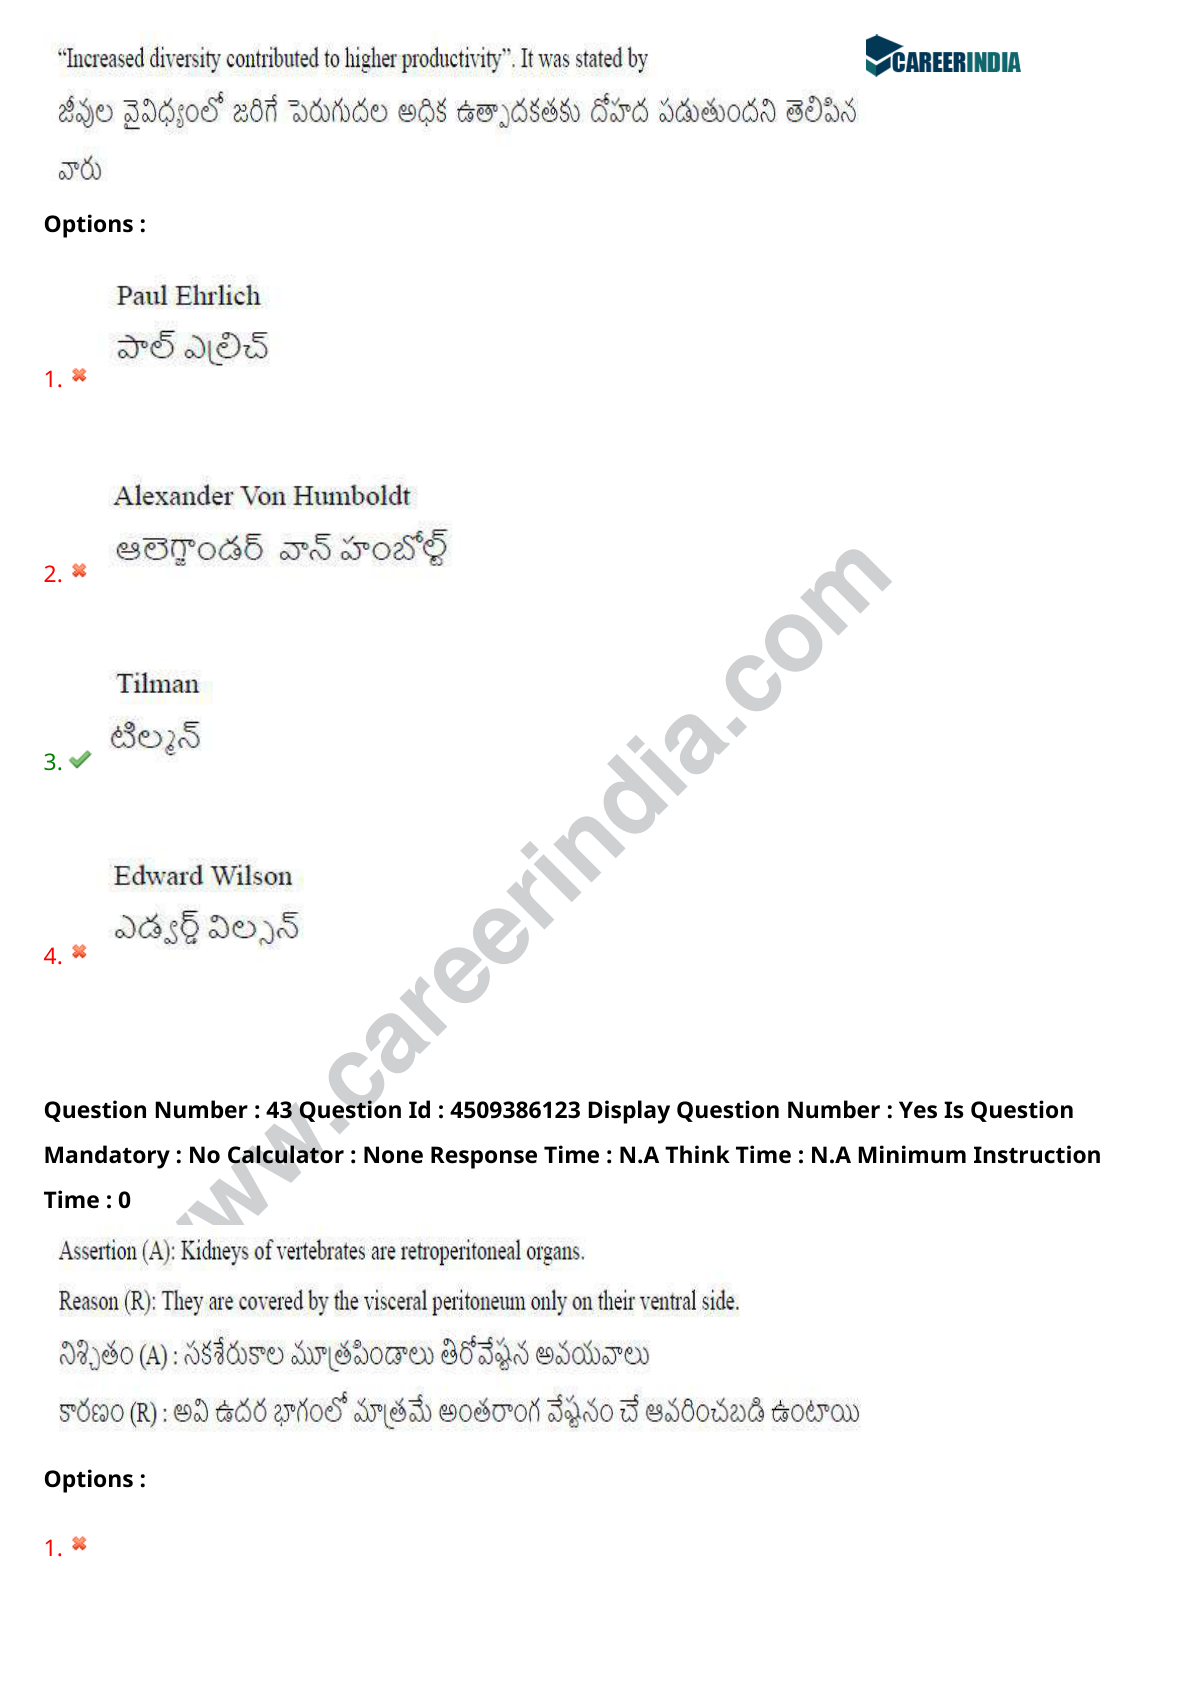 “Increased diversity contributed to higher productivity”. It was stated by
CAREERINDIA
జీవుల వైవిధ్యంలో జరిగే పెరుగుదల అధిక ఉత్పాదకతకు దోహద పడుతుందని తెలిపిన
వారు
Options :
Paul Ehrlich
పాల్ ఎర్లిచ్
1.
Alexander Von Humboldt
ఆలెగ్జాండర్ వాన్ హంబోల్ట్
2.
Tilman
టిల్మన్
3.
Edward Wilson
ఎడ్వర్డ్ విల్సన్
4.
www.careerindia.com
Question Number : 43 Question Id : 4509386123 Display Question Number : Yes Is Question
Mandatory : No Calculator : None Response Time : N.A Think Time : N.A Minimum Instruction
Time : 0
Assertion (A): Kidneys of vertebrates are retroperitoneal organs.
Reason (R): They are covered by the visceral peritoneum only on their ventral side.
నిశ్చితం (A) : సకశేరుకాల మూత్రపిండాలు తిరోవేష్టన అవయవాలు
కారణం (R) : అవి ఉదర భాగంలో మాత్రమే అంతరాంగ వేష్టనం చే ఆవరించబడి ఉంటాయి
Options :
1.